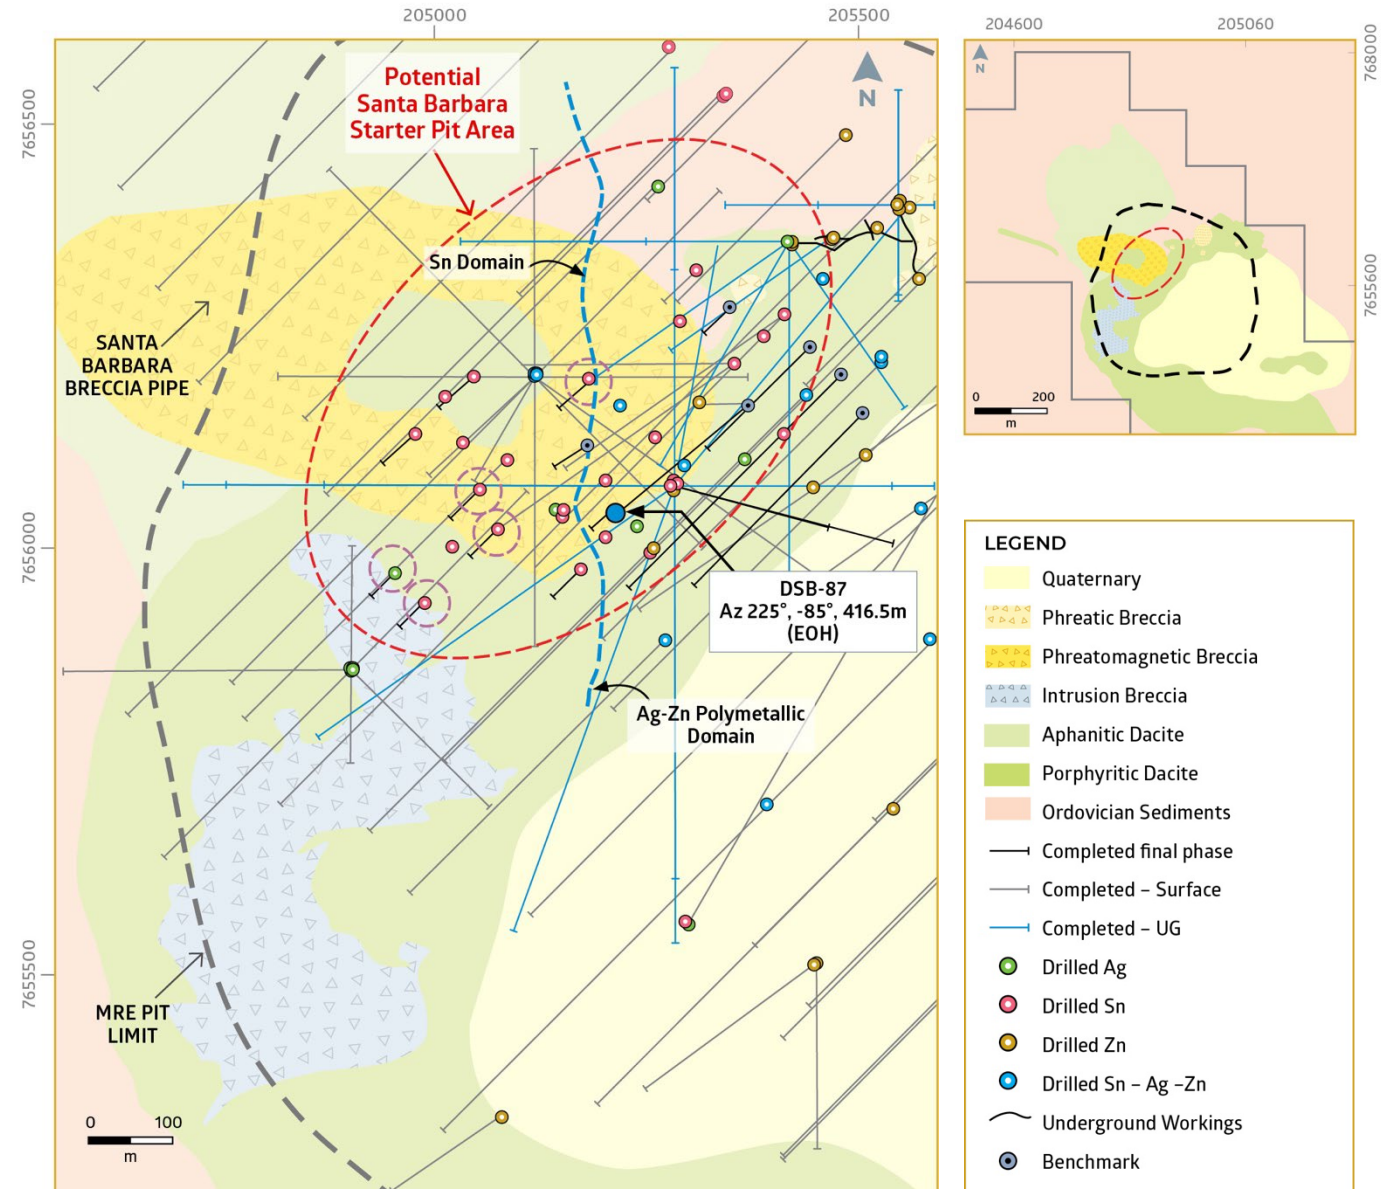 205000
205500
204600
205060
7656500
7656000
7655500
768000
7655600
Potential
Santa Barbara
Starter Pit Area
N
N
Sn Domain
SANTA
BARBARA
BRECCIA PIPE
DSB-87
Az 225°, -85°, 416.5m
(EOH)
Ag-Zn Polymetallic
Domain
MRE PIT
LIMIT
0 100
m
0 200
m
LEGEND
Quaternary
Phreatic Breccia
Phreatomagnetic Breccia
Intrusion Breccia
Aphanitic Dacite
Porphyritic Dacite
Ordovician Sediments
Completed final phase
Completed – Surface
Completed – UG
Drilled Ag
Drilled Sn
Drilled Zn
Drilled Sn – Ag –Zn
Underground Workings
Benchmark